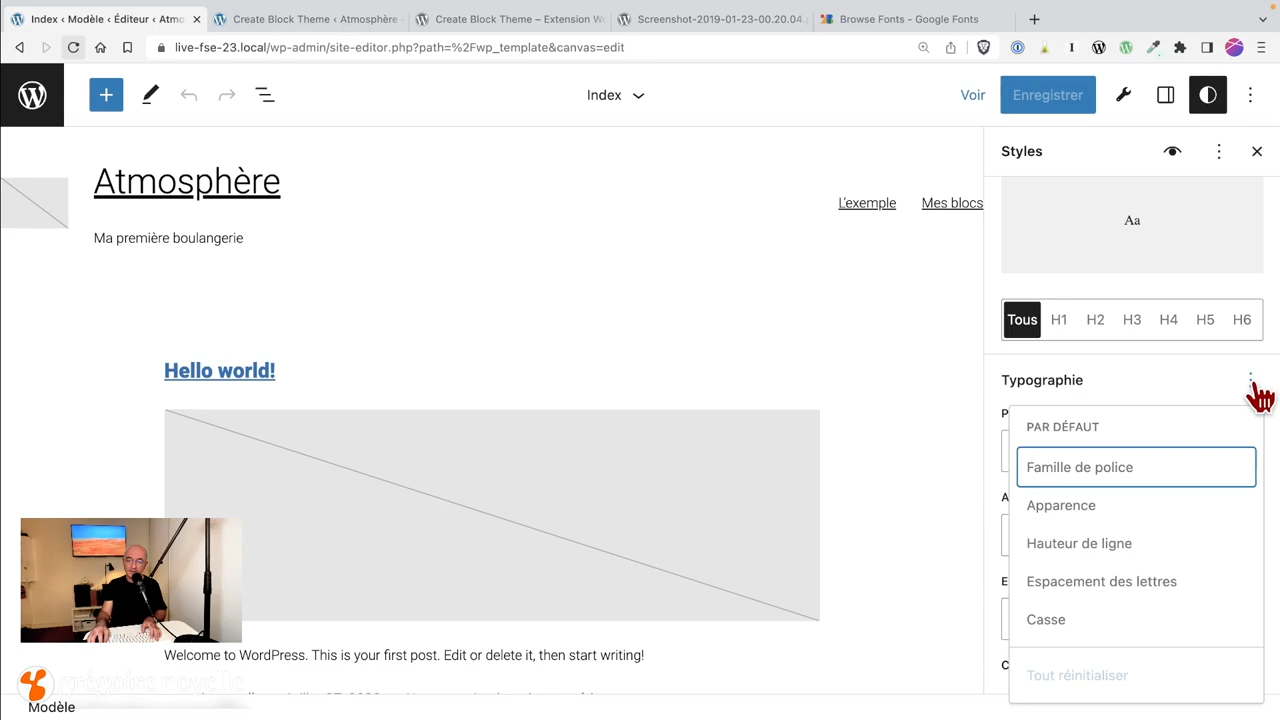 Index ‹ Modèle ‹ Éditeur ‹ Atmo
Create Block Theme ‹ Atmosphère
Create Block Theme – Extension Wo
Screenshot-2019-01-23-00.20.04
Browse Fonts - Google Fonts
live-fse-23.local/wp-admin/site-editor.php?path=%2Fwp_template&canvas=edit
Index
Voir
Enregistrer
Styles
Atmosphère
L'exemple
Mes blocs
Ma première boulangerie
Aa
Tous H1 H2 H3 H4 H5 H6
Hello world!
Typographie
PAR DÉFAUT
Famille de police
Apparence
Hauteur de ligne
Espacement des lettres
Casse
Tout réinitialiser
Welcome to WordPress. This is your first post. Edit or delete it, then start writing!
grégoire noyelle
Modèle